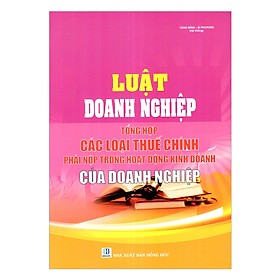 LUẬT
DOANH NGHIỆP
TỔNG HỢP
CÁC LOẠI THUẾ CHÍNH
PHẢI NỘP TRONG HOẠT ĐỘNG KINH DOANH
CỦA DOANH NGHIỆP
NHÀ XUẤT BẢN HỒNG ĐỨC